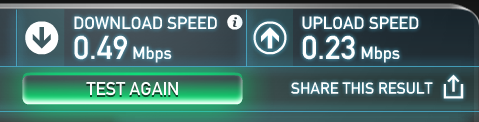 DOWNLOAD SPEED i
0.49 Mbps
UPLOAD SPEED
0.23 Mbps
TEST AGAIN
SHARE THIS RESULT